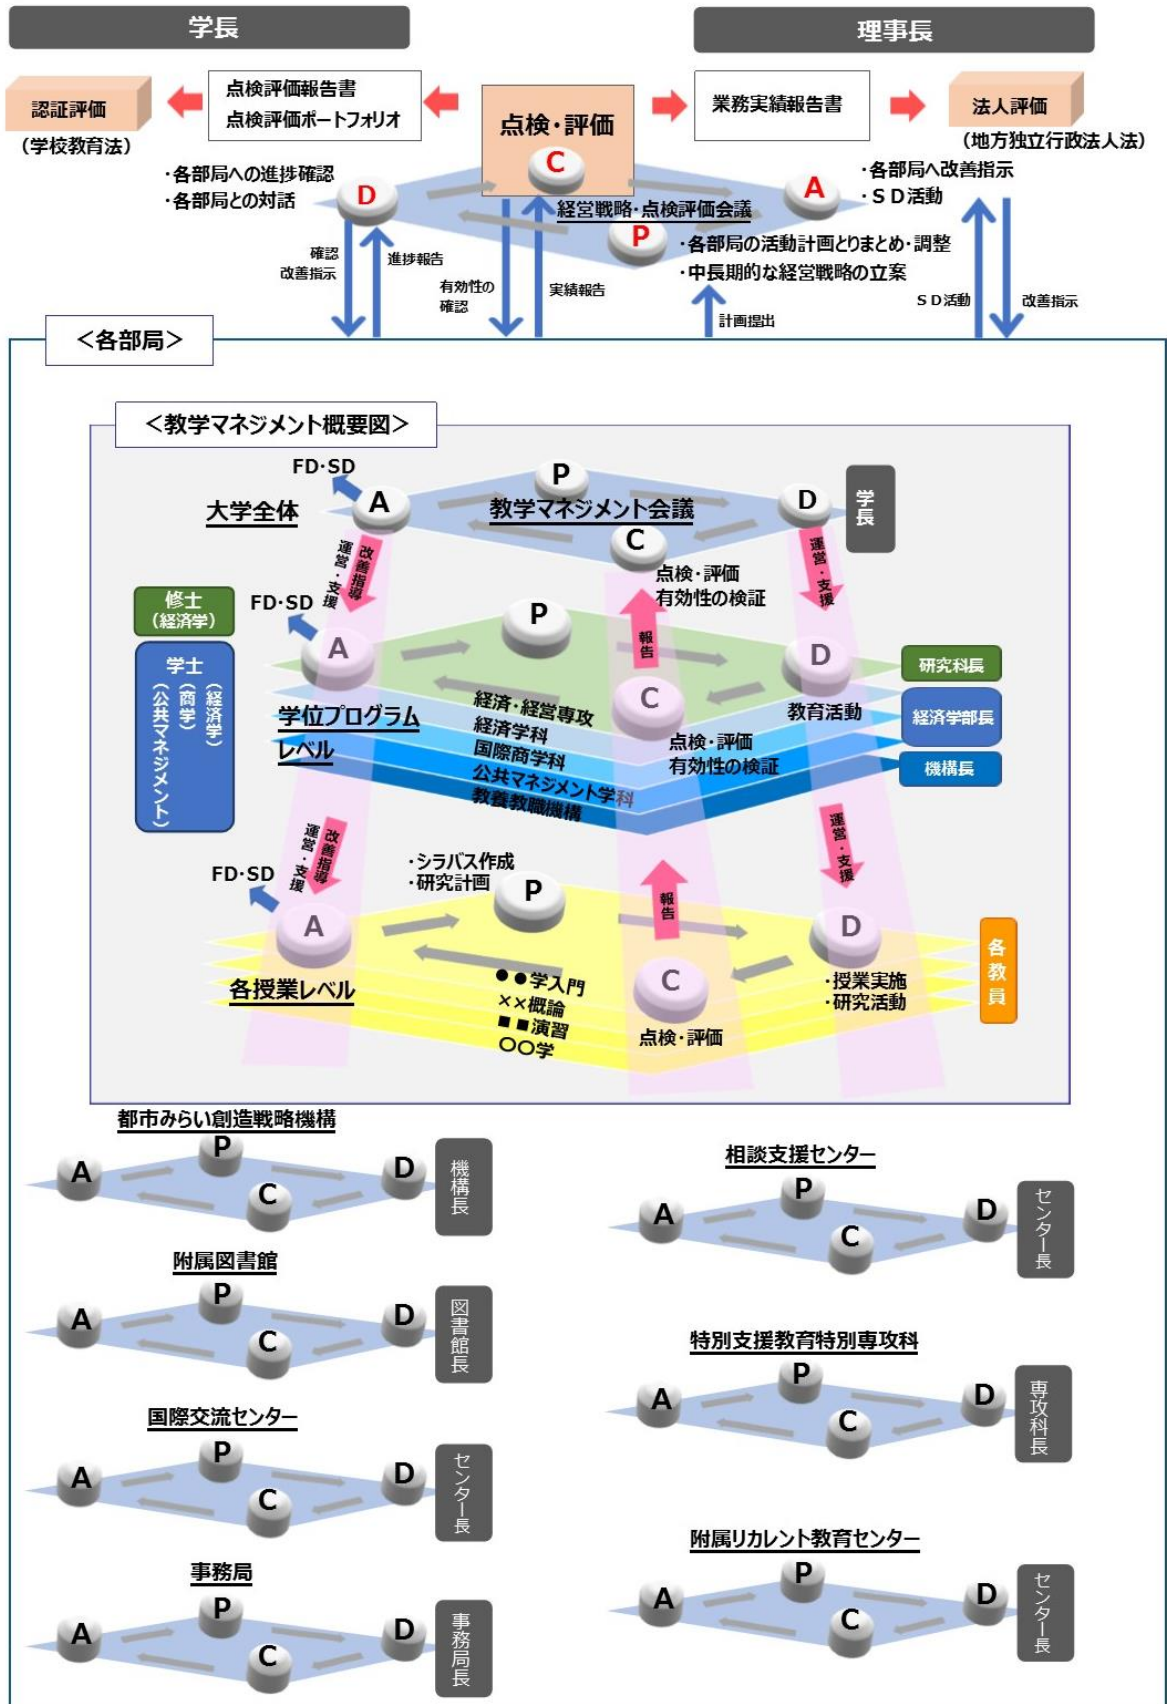 学長
理事長
認証評価
(学校教育法)
点検評価報告書
点検評価ポートフォリオ
点検・評価
業務実績報告書
法人評価
(地方独立行政法人法)
・各部局への進捗確認
・各部局との対話
D
C
A
P
経営戦略・点検評価会議
・各部局へ改善指示
・ＳＤ活動
・各部局の活動計画とりまとめ・調整
・中長期的な経営戦略の立案
確認
改善指示
進捗報告
有効性の
確認
実績報告
計画提出
ＳＤ活動
改善指示
＜各部局＞
＜教学マネジメント概要図＞
FD・SD
大学全体
A
P
D
C
教学マネジメント会議
学長
点検・評価
有効性の検証
改善指導
運営・支援
報告
運営・支援
修士
(経済学)
学士
(経済学)
(商学)
(公共マネジメント)
FD・SD
A
P
D
C
学位プログラム
レベル
経済・経営専攻
経済学科
国際商学科
公共マネジメント学科
教養教職機構
教育活動
点検・評価
有効性の検証
研究科長
経済学部長
機構長
改善指導
運営・支援
報告
運営・支援
FD・SD
・シラバス作成
・研究計画
A
P
D
C
各授業レベル
●●学入門
××概論
■■演習
○○学
点検・評価
・授業実施
・研究活動
各教員
都市みらい創造戦略機構
A
P
D
C
機構長
附属図書館
A
P
D
C
図書館長
国際交流センター
A
P
D
C
センター長
事務局
A
P
D
C
事務局長
相談支援センター
A
P
D
C
センター長
特別支援教育特別専攻科
A
P
D
C
専攻科長
附属リカレント教育センター
A
P
D
C
センター長